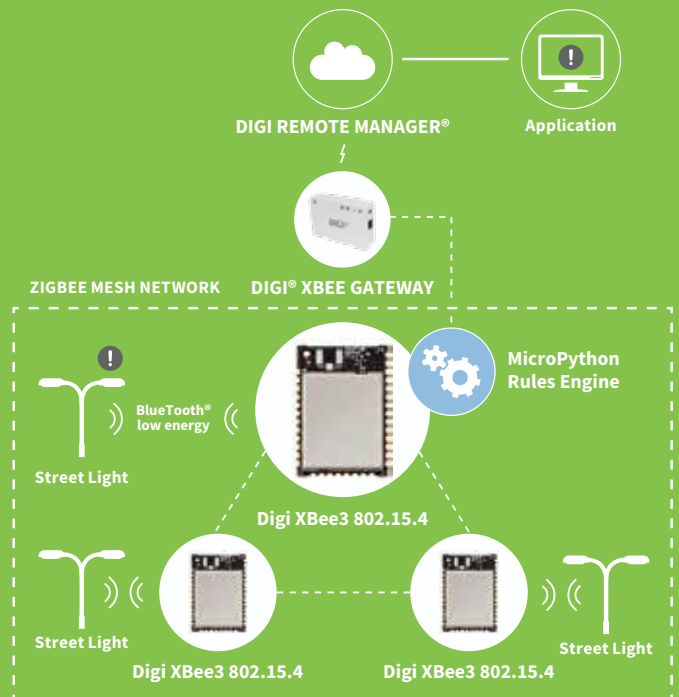 DIGI REMOTE MANAGER®
Application
ZIGBEE MESH NETWORK
DIGI® XBEE GATEWAY
MicroPython
Rules Engine
BlueTooth®
low energy
Street Light
Digi XBee3 802.15.4
Street Light
Street Light
Digi XBee3 802.15.4
Digi XBee3 802.15.4